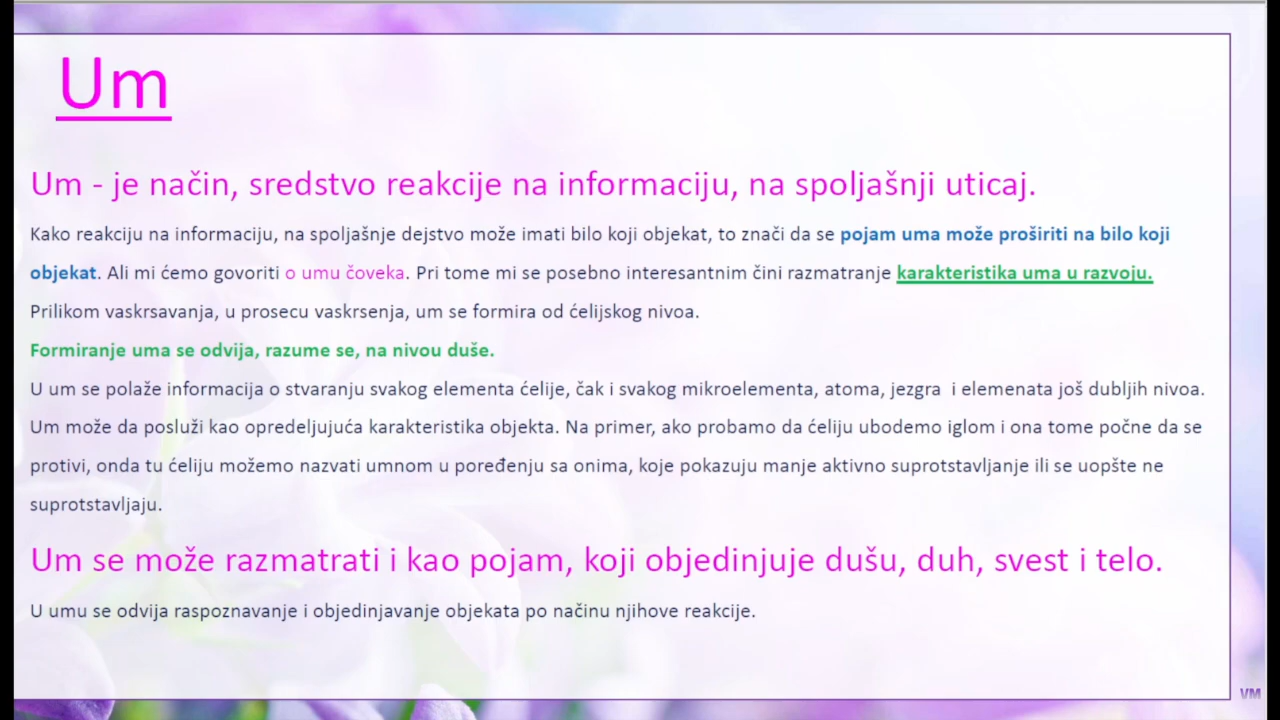 Um
Um - je način, sredstvo reakcije na informaciju, na spoljašnji uticaj.
Kako reakciju na informaciju, na spoljašnje dejstvo može imati bilo koji objekat, to znači da se pojam uma može proširiti na bilo koji
objekat. Ali mi ćemo govoriti o umu čoveka. Pri tome mi se posebno interesantnim čini razmatranje karakteristika uma u razvoju.
Prilikom vaskrsavanja, u prosecu vaskrsenja, um se formira od ćelijskog nivoa.
Formiranje uma se odvija, razume se, na nivou duše.
U um se polaže informacija o stvaranju svakog elementa ćelije, čak i svakog mikroelementa, atoma, jezgra i elemenata još dubljih nivoa.
Um može da posluži kao opredeljujuća karakteristika objekta. Na primer, ako probamo da ćeliju ubodemo iglom i ona tome počne da se
protivi, onda tu ćeliju možemo nazvati umnom u poređenju sa onima, koje pokazuju manje aktivno suprotstavljanje ili se uopšte ne
suprotstavljaju.
Um se može razmatrati i kao pojam, koji objedinjuje dušu, duh, svest i telo.
U umu se odvija raspoznavanje i objedinjavanje objekata po načinu njihove reakcije.
VM